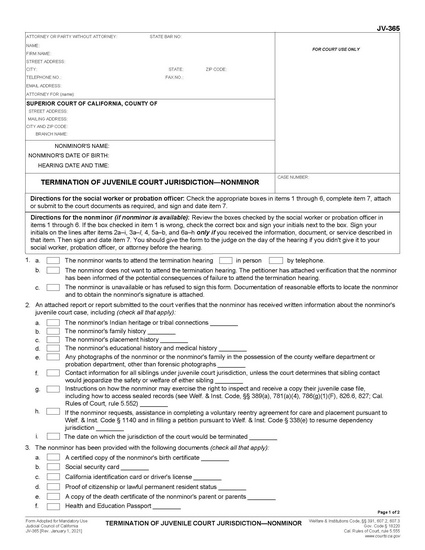 JV-365
ATTORNEY OR PARTY WITHOUT ATTORNEY: STATE BAR NO.:
NAME:
FIRM NAME:
STREET ADDRESS:
CITY: STATE: ZIP CODE:
TELEPHONE NO.: FAX NO.:
EMAIL ADDRESS:
ATTORNEY FOR (name):
FOR COURT USE ONLY
SUPERIOR COURT OF CALIFORNIA, COUNTY OF
STREET ADDRESS:
MAILING ADDRESS:
CITY AND ZIP CODE:
BRANCH NAME:
NONMINOR'S NAME:
NONMINOR'S DATE OF BIRTH:
HEARING DATE AND TIME:
TERMINATION OF JUVENILE COURT JURISDICTION—NONMINOR
CASE NUMBER:
Directions for the social worker or probation officer: Check the appropriate boxes in items 1 through 6, complete item 7, attach
or submit to the court documents as required, and sign and date item 7.
Directions for the nonminor (if nonminor is available): Review the boxes checked by the social worker or probation officer
in items 1 through 6. If the box checked in item 1 is wrong, check the correct box and sign your initials next to the box. Sign your
initials on the lines after items 2a–i, 3a–l, 4, 5a–b, and 6a–h only if you received the information, document, or service described in
that item. Then sign and date item 7. You should give the form to the judge on the day of the hearing if you didn't give it to your
social worker, probation officer, or attorney before the hearing.
1. a. The nonminor wants to attend the termination hearing in person by telephone.
b. The nonminor does not want to attend the termination hearing. The petitioner has attached verification that the nonminor
has been informed of the potential consequences of failure to attend the termination hearing.
c. The nonminor is unavailable or has refused to sign this form. Documentation of reasonable efforts to locate the nonminor
and to obtain the nonminor's signature is attached.
2. An attached report or report submitted to the court verifies that the nonminor has received written information about the nonminor's
juvenile court case, including (check all that apply):
a. The nonminor's Indian heritage or tribal connections
b. The nonminor's family history
c. The nonminor's placement history
d. The nonminor's educational and medical history
e. Any photographs of the nonminor or the nonminor's family in the possession of the county welfare department or
probation department, other than forensic photographs
f. Contact information for all siblings under juvenile court jurisdiction, unless the court determines that sibling contact
would jeopardize the safety or welfare of either sibling
g. Instructions on how the nonminor may exercise the right to inspect and receive a copy their juvenile case file,
including how to access sealed records (see Welf. & Inst. Code, §§ 389(a), 781(a)(4), 786(g)(1)(F), 826.6, 827; Cal.
Rules of Court, rule 5.552)
h. If the nonminor requests, assistance in completing a voluntary reentry agreement for care and placement pursuant to
Welf. & Inst. Code § 1140 and in filling a petition pursuant to Welf. & Inst. Code § 388(e) to resume dependency
jurisdiction
i. The date on which the jurisdiction of the court would be terminated
3. The nonminor has been provided with the following documents (check all that apply):
a. A certified copy of the nonminor's birth certificate
b. Social security card
c. California identification card or driver's license
d. Proof of citizenship or lawful permanent resident status
e. A copy of the death certificate of the nonminor's parent or parents
f. Health and Education Passport
Page 1 of 2
Form Adopted for Mandatory Use
Judicial Council of California
JV-365 [Rev. January 1, 2021]
TERMINATION OF JUVENILE COURT JURISDICTION—NONMINOR
Welfare & Institutions Code, §§ 391, 607.2, 607.3
Gov. Code § 10220
Cal. Rules of Court, rule 5.555
www.courts.ca.gov